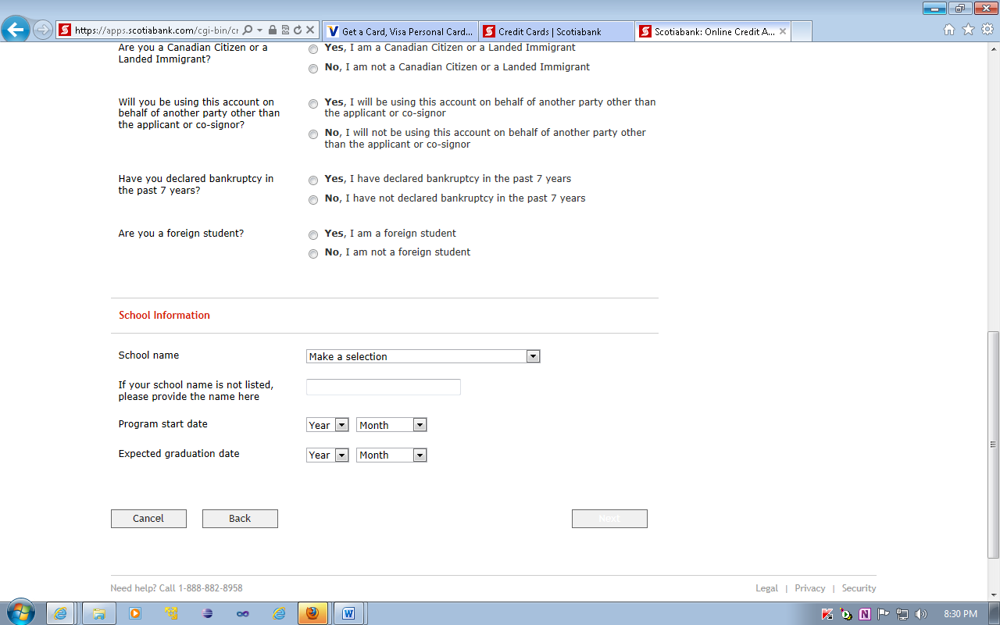 https://apps.scotiabank.com/cgi-bin/cr
Get a Card, Visa Personal Card...
Credit Cards | Scotiabank
Scotiabank: Online Credit A...
Are you a Canadian Citizen or a
Landed Immigrant?
Yes, I am a Canadian Citizen or a Landed Immigrant
No, I am not a Canadian Citizen or a Landed Immigrant
Will you be using this account on
behalf of another party other than
the applicant or co-signor?
Yes, I will be using this account on behalf of another party other than
the applicant or co-signor
No, I will not be using this account on behalf of another party other
than the applicant or co-signor
Have you declared bankruptcy in
the past 7 years?
Yes, I have declared bankruptcy in the past 7 years
No, I have not declared bankruptcy in the past 7 years
Are you a foreign student?
Yes, I am a foreign student
No, I am not a foreign student
School Information
School name
Make a selection
If your school name is not listed,
please provide the name here
Program start date
Year Month
Expected graduation date
Year Month
Cancel Back Next
Need help? Call 1-888-882-8958
Legal | Privacy | Security
8:30 PM